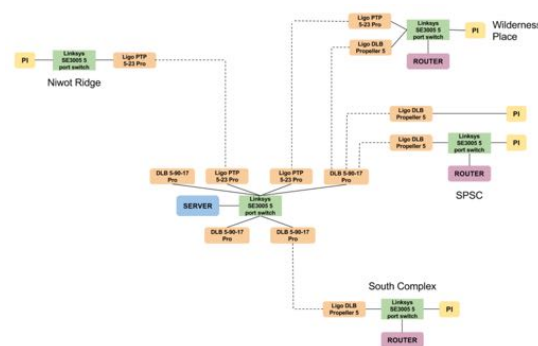 Ligo PTP
5-23 Pro
Linksys
SE3005 5
port switch
PI
Wilderness
Place
Ligo DLB
Propeller 5
ROUTER
PI
Linksys
SE3005 5
port switch
Ligo PTP
5-23 Pro
Niwot Ridge
Ligo DLB
Propeller 5
PI
Ligo DLB
Propeller 5
Linksys
SE3005 5
port switch
PI
ROUTER
SPSC
DLB 5-90-17
Pro
Ligo PTP
5-23 Pro
Ligo PTP
5-23 Pro
DLB 5-90-17
Pro
SERVER
Linksys
SE3005 5
port switch
DLB 5-90-17
Pro
DLB 5-90-17
Pro
South Complex
Ligo DLB
Propeller 5
Linksys
SE3005 5
port switch
PI
ROUTER